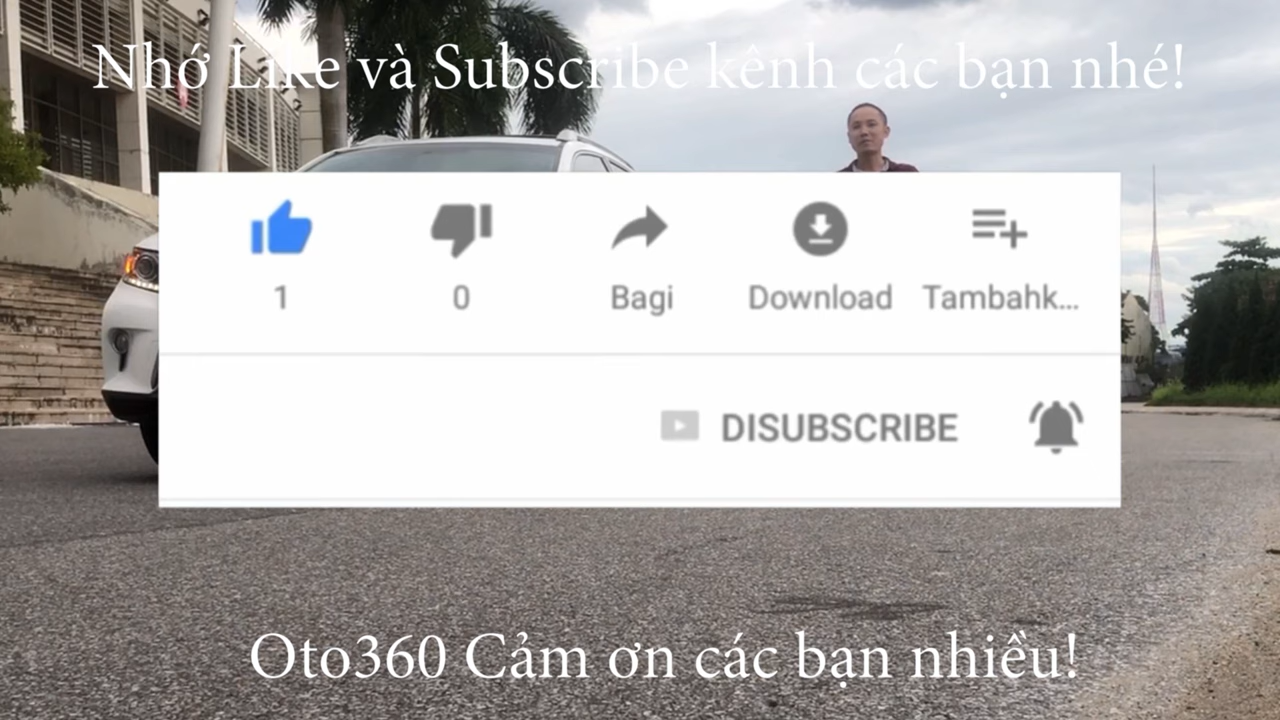 Nhớ Like và Subscribe kênh các bạn nhé!
1 0 Bagi Download Tambahk...
DISUBSCRIBE
Oto360 Cảm ơn các bạn nhiều!